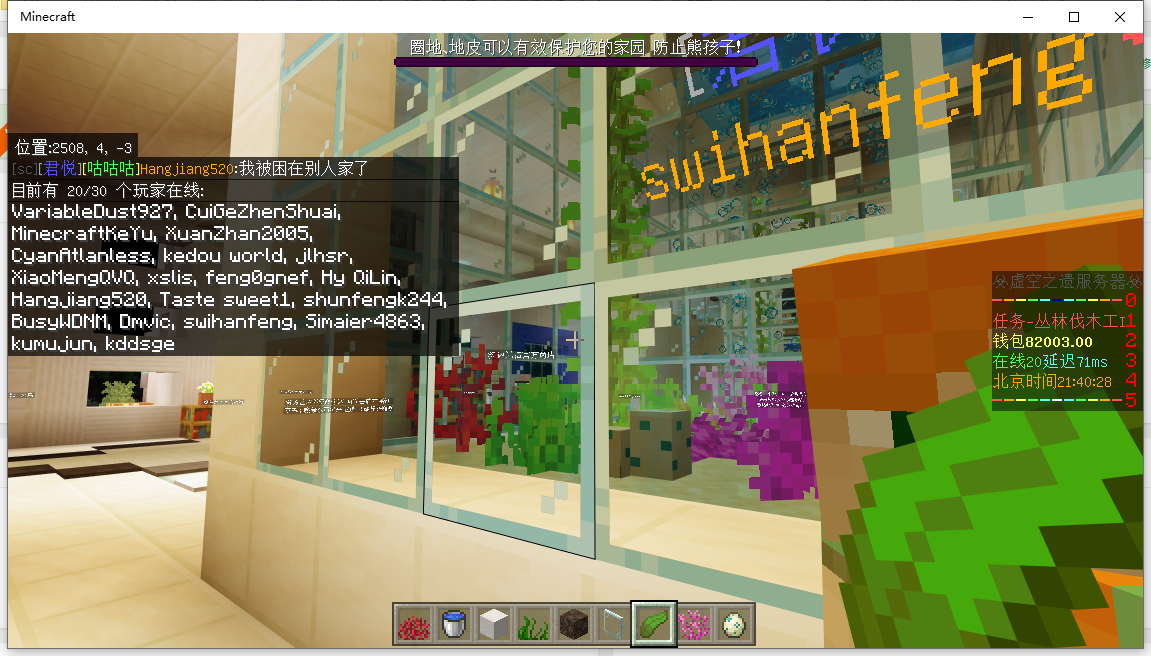 Minecraft
圈地、地皮可以有效保护您的家园 防止熊孩子!
swihanfeng
位置:2508, 4, -3
[sc][君悦][咕咕咕]Hangjiang520:我被困在别人家了
目前有 20/30 个玩家在线:
VariableDust927, CuiGeZhenShuai,
MinecraftKeYu, XuanZhan2005,
CyanAtlanless, kedou world, jlhsr,
XiaoMengQVQ, xslis, feng0gnef, Hy QiLin,
Hangjiang520, Taste sweet1, shunfengk244,
BusyWDNM, Dmvic, swihanfeng, Simaier4863,
kumujun, kddsge
虚空之遗服务器
0
任务-丛林伐木工I 1
钱包82003.00 2
在线20延迟71ms 3
北京时间21:40:28 4
5